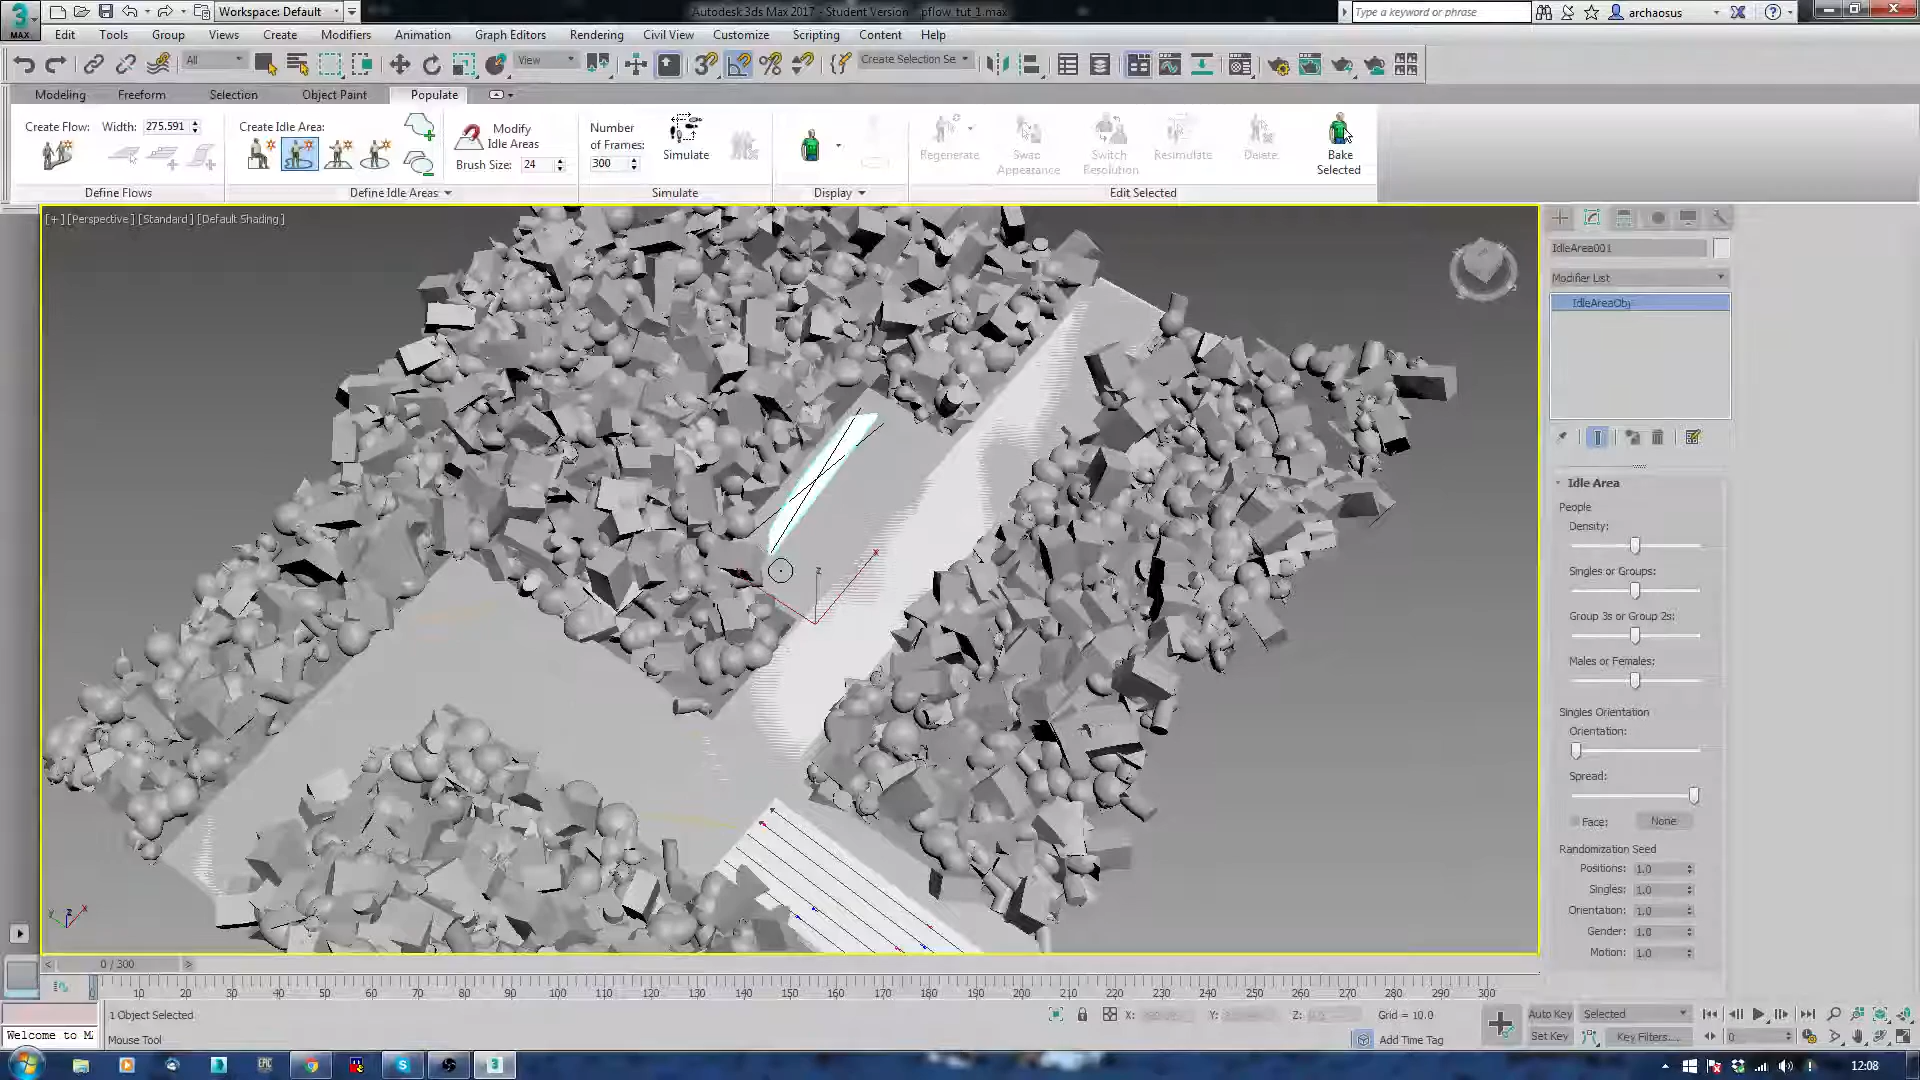 Workspace: Default
Autodesk 3ds Max 2017 - Student Version   pflow_tut_1.max
Type a keyword or phrase
archaosus
MAX
Edit Tools Group Views Create Modifiers Animation Graph Editors Rendering Civil View Customize Scripting Content Help
All
View
Create Selection Se
Modeling Freeform Selection Object Paint Populate
Create Flow: Width: 275.591
Create Idle Area:
Modify Idle Areas
Brush Size: 24
Number of Frames:
300
Simulate
Regenerate
Swap Appearance
Switch Resolution
Resimulate
Delete
Bake Selected
Define Flows
Define Idle Areas
Simulate
Display
Edit Selected
[+] [Perspective] [Standard] [Default Shading]
IdleArea001
Modifier List
IdleAreaObj
Idle Area
People
Density:
Singles or Groups:
Group 3s or Group 2s:
Males or Females:
Singles Orientation
Orientation:
Spread:
Face: None
Randomization Seed
Positions: 1.0
Singles: 1.0
Orientation: 1.0
Gender: 1.0
Motion: 1.0
x
z
z
x
y
< 0 / 300 >
0 10 20 30 40 50 60 70 80 90 100 110 120 130 140 150 160 170 180 190 200 210 220 230 240 250 260 270 280 290 300
1 Object Selected
X: Y: Z: Grid = 10.0
Auto Key Selected
Welcome to M
Mouse Tool
Add Time Tag
Set Key Key Filters...
0
EPIC
12:08